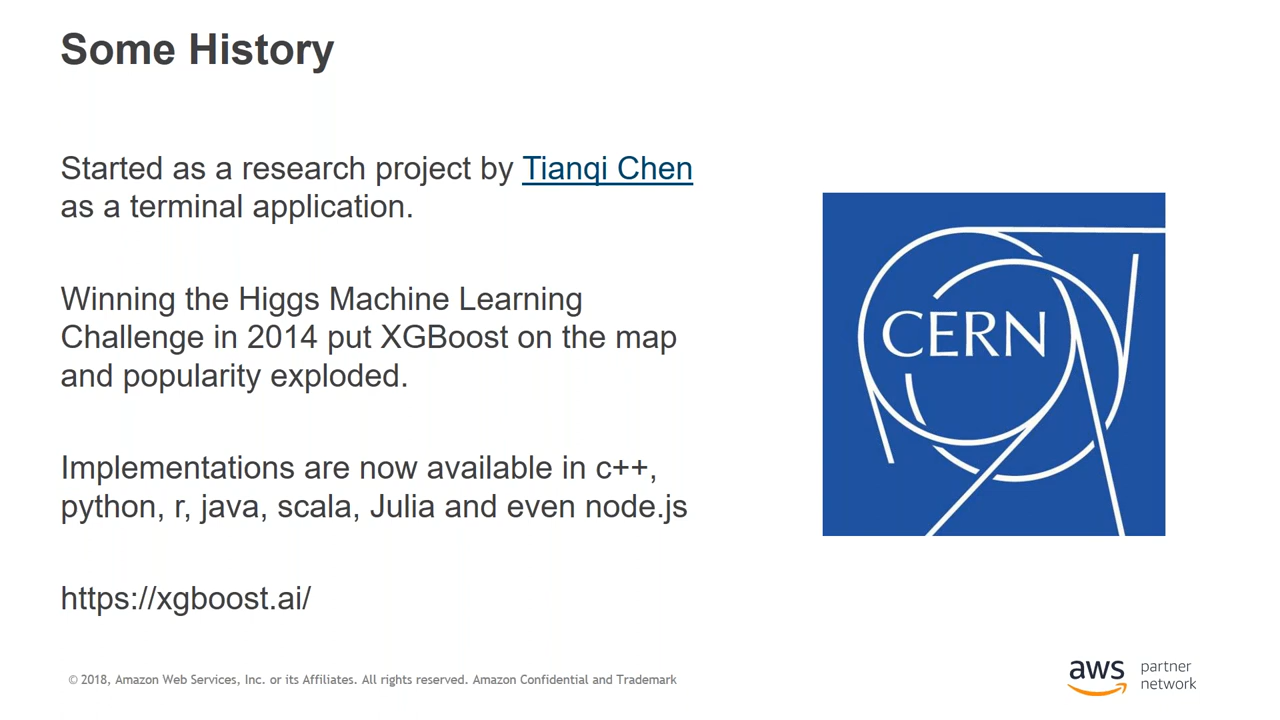 Some History
Started as a research project by Tianqi Chen
as a terminal application.
Winning the Higgs Machine Learning
Challenge in 2014 put XGBoost on the map
and popularity exploded.
Implementations are now available in c++,
python, r, java, scala, Julia and even node.js
https://xgboost.ai/
CERN
© 2018, Amazon Web Services, Inc. or its Affiliates. All rights reserved. Amazon Confidential and Trademark
aws partner
network